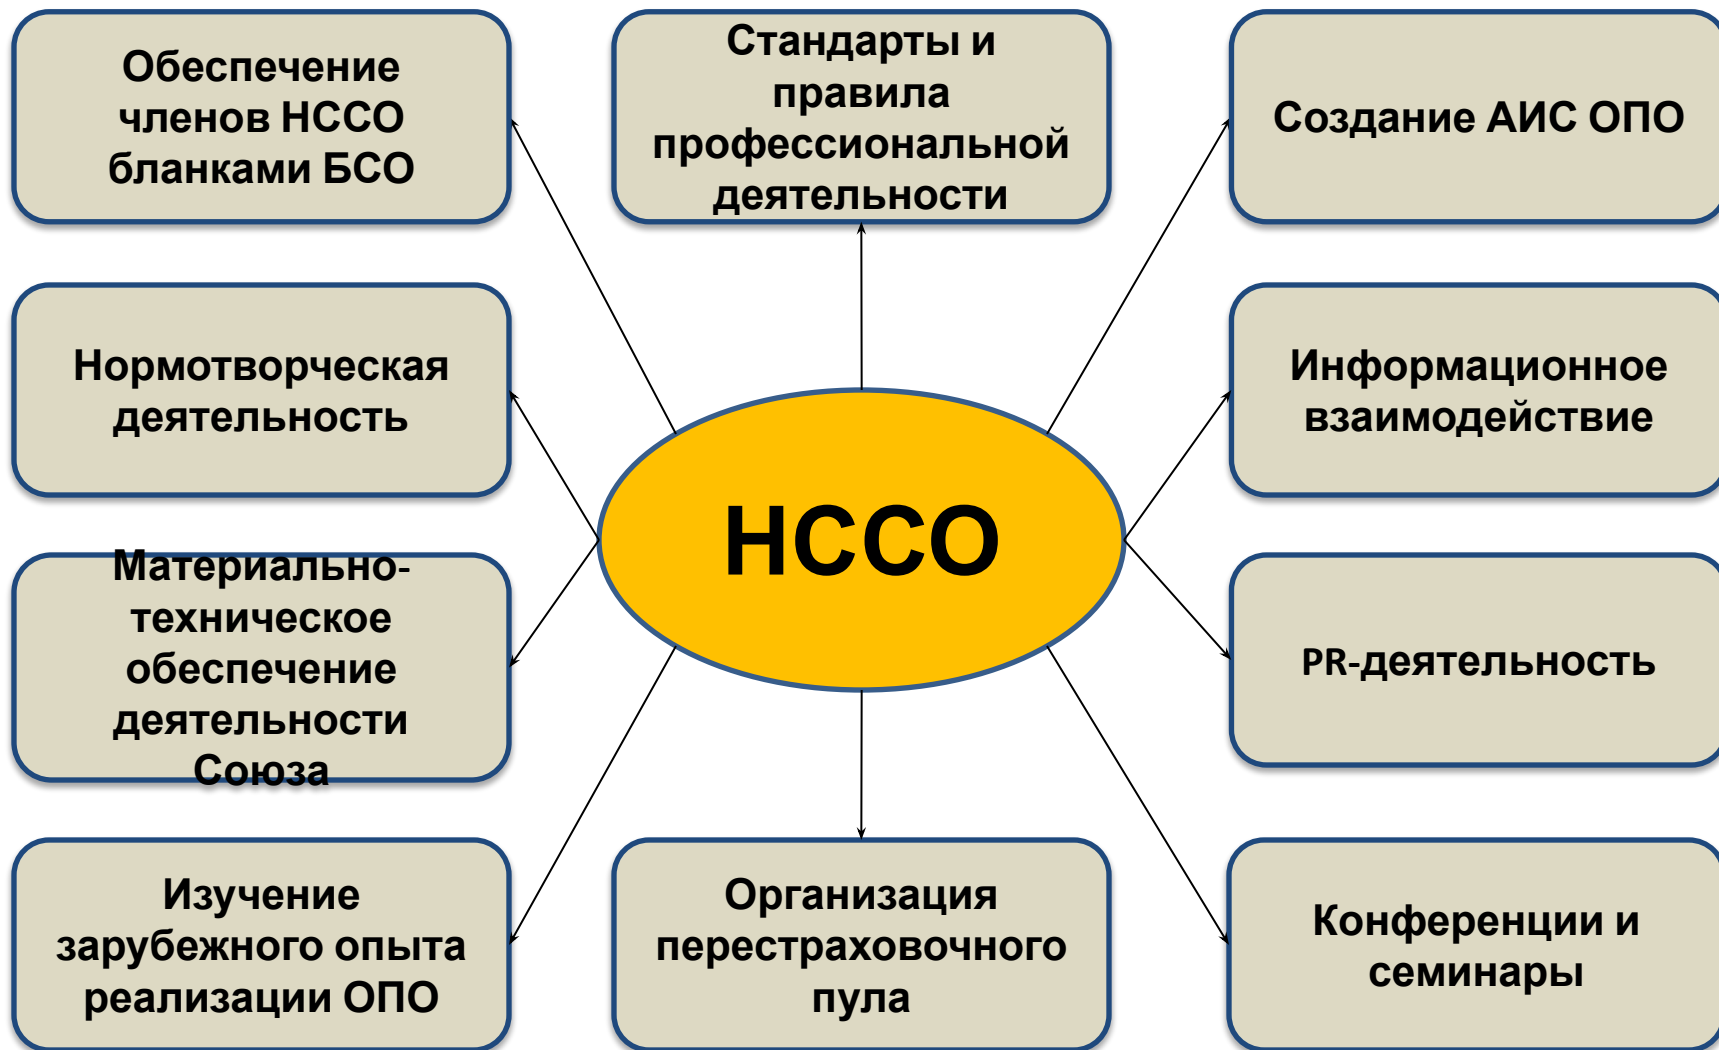 Обеспечение
членов НССО
бланками БСО
Стандарты и
правила
профессиональной
деятельности
Создание АИС ОПО
Нормотворческая
деятельность
Информационное
взаимодействие
НССО
Материально-
техническое
обеспечение
деятельности
Союза
PR-деятельность
Изучение
зарубежного опыта
реализации ОПО
Организация
перестраховочного
пула
Конференции и
семинары